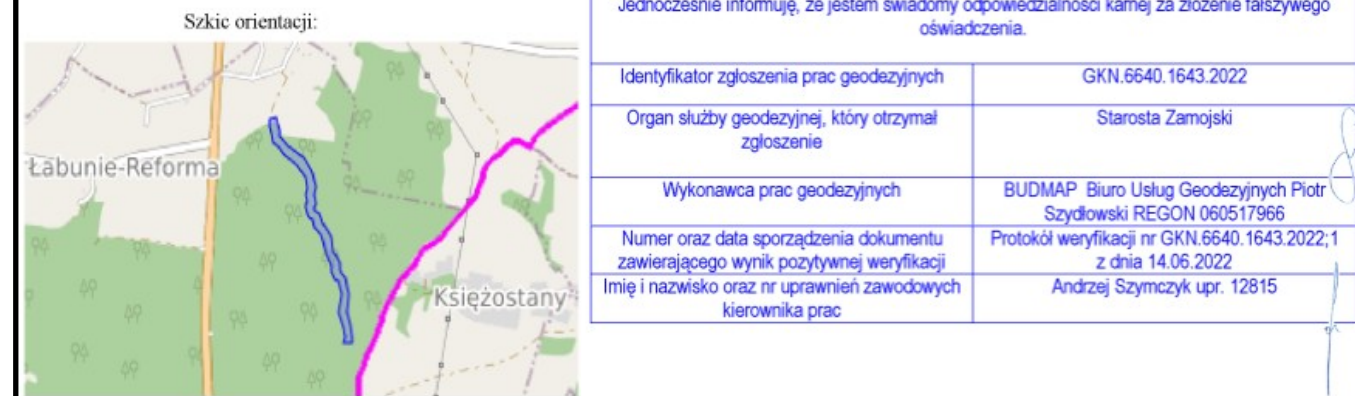 Szkic orientacji:
Łabunie-Reforma
Księżostany
Jednocześnie informuję, że jestem świadomy odpowiedzialności karnej za złożenie fałszywego
oświadczenia.
Identyfikator zgłoszenia prac geodezyjnych
GKN.6640.1643.2022
Organ służby geodezyjnej, który otrzymał
zgłoszenie
Starosta Zamojski
Wykonawca prac geodezyjnych
BUDMAP Biuro Usług Geodezyjnych Piotr
Szydłowski REGON 060517966
Numer oraz data sporządzenia dokumentu
zawierającego wynik pozytywnej weryfikacji
Protokół weryfikacji nr GKN.6640.1643.2022;1
z dnia 14.06.2022
Imię i nazwisko oraz nr uprawnień zawodowych
kierownika prac
Andrzej Szymczyk upr. 12815